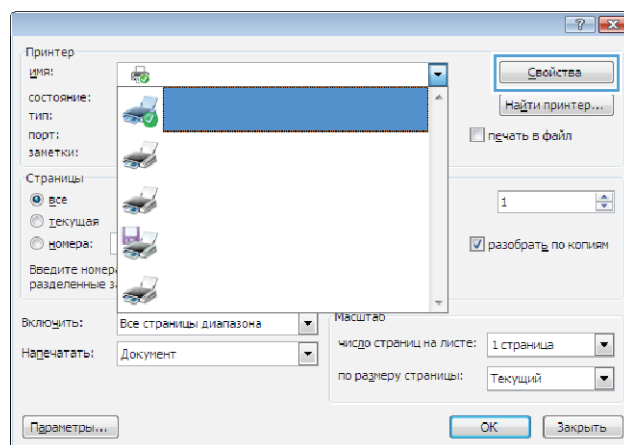 Принтер
имя:
Свойства
состояние:
Найти принтер...
тип:
порт:
печать в файл
заметки:
Страницы
все
1
текущая
номера:
разобрать по копиям
Введите
разделенные
Включить:
Все страницы диапазона
Масштаб
число страниц на листе:
1 страница
Напечатать:
Документ
по размеру страницы:
Текущий
Параметры...
ОК
Закрыть